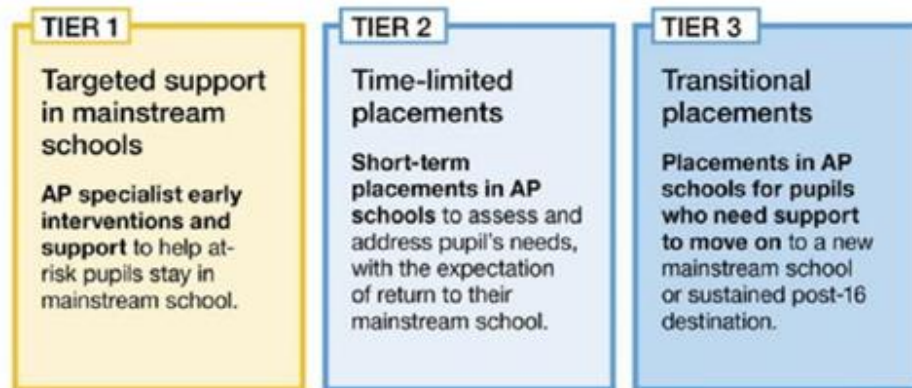 TIER 1
Targeted support
in mainstream
schools
AP specialist early
interventions and
support to help at-
risk pupils stay in
mainstream school.
TIER 2
Time-limited
placements
Short-term
placements in AP
schools to assess and
address pupil's needs,
with the expectation
of return to their
mainstream school.
TIER 3
Transitional
placements
Placements in AP
schools for pupils
who need support
to move on to a new
mainstream school
or sustained post-16
destination.